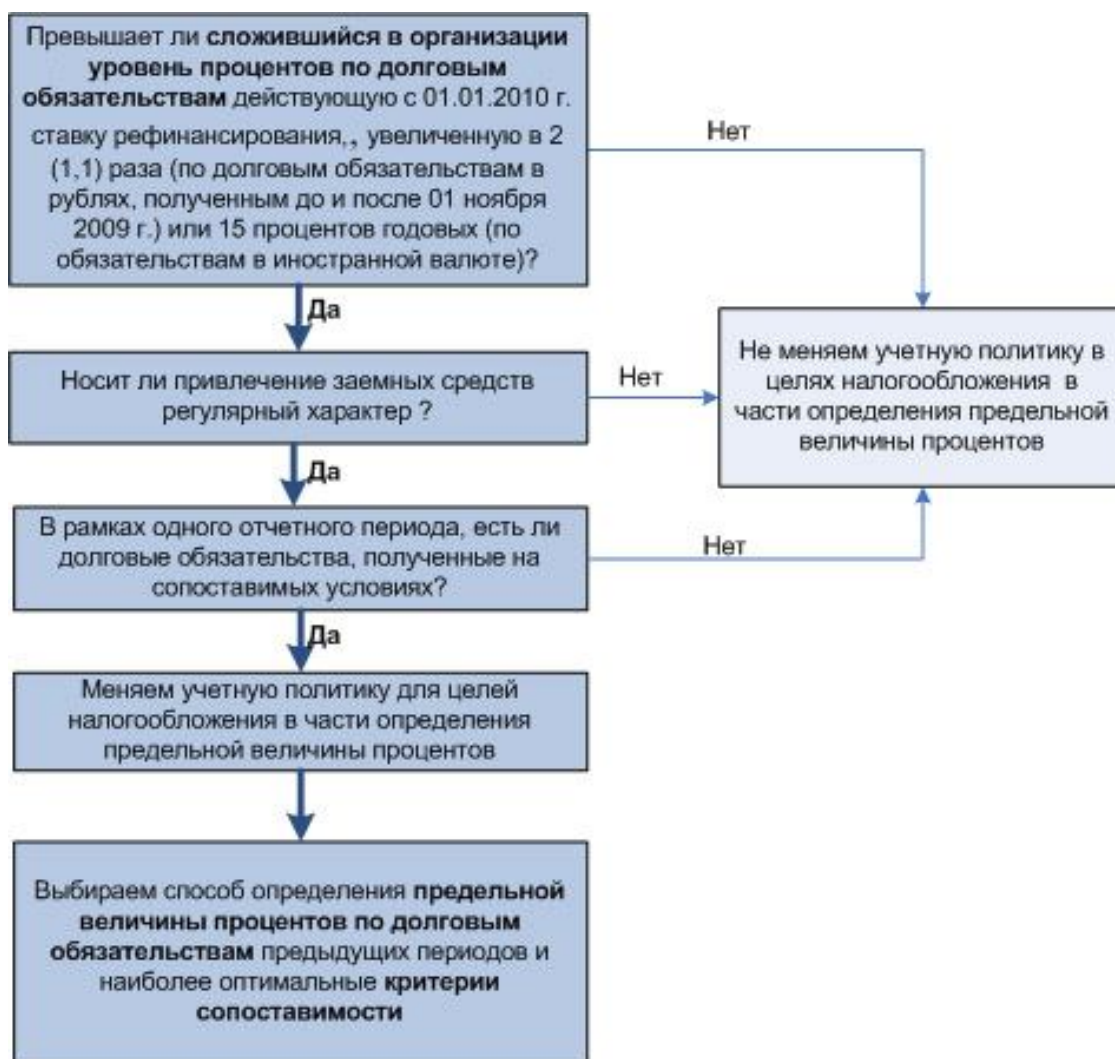 Превышает ли сложившийся в организации
уровень процентов по долговым
обязательствам действующую с 01.01.2010 г.
ставку рефинансирования,, увеличенную в 2
(1,1) раза (по долговым обязательствам в
рублях, полученным до и после 01 ноября
2009 г.) или 15 процентов годовых (по
обязательствам в иностранной валюте)?
Нет
Да
Носит ли привлечение заемных средств
регулярный характер ?
Нет
Не меняем учетную политику в
целях налогообложения в
части определения предельной
величины процентов
Да
В рамках одного отчетного периода, есть ли
долговые обязательства, полученные на
сопоставимых условиях?
Нет
Да
Меняем учетную политику для целей
налогообложения в части определения
предельной величины процентов
Выбираем способ определения предельной
величины процентов по долговым
обязательствам предыдущих периодов и
наиболее оптимальные критерии
сопоставимости